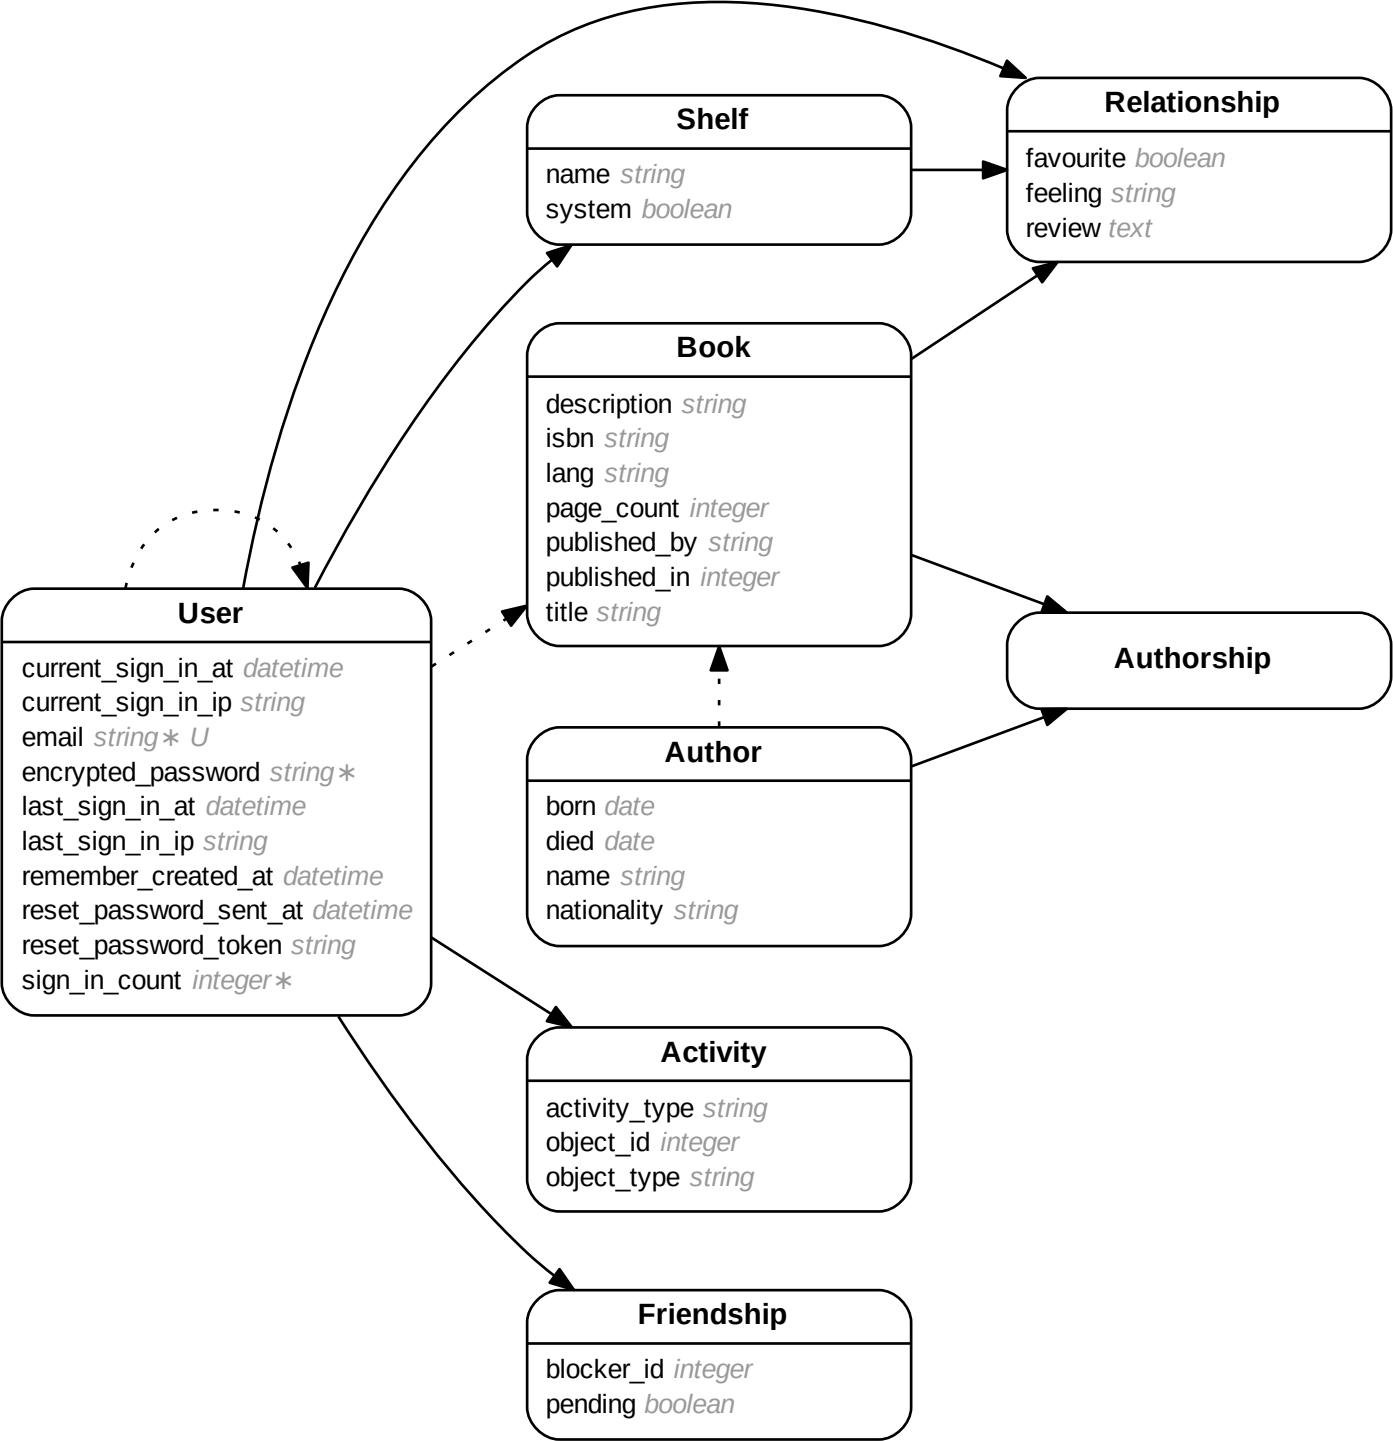 Relationship
favourite boolean
feeling string
review text
Shelf
name string
system boolean
Book
description string
isbn string
lang string
page_count integer
published_by string
published_in integer
title string
User
current_sign_in_at datetime
current_sign_in_ip string
email string∗ U
encrypted_password string∗
last_sign_in_at datetime
last_sign_in_ip string
remember_created_at datetime
reset_password_sent_at datetime
reset_password_token string
sign_in_count integer∗
Authorship
Author
born date
died date
name string
nationality string
Activity
activity_type string
object_id integer
object_type string
Friendship
blocker_id integer
pending boolean